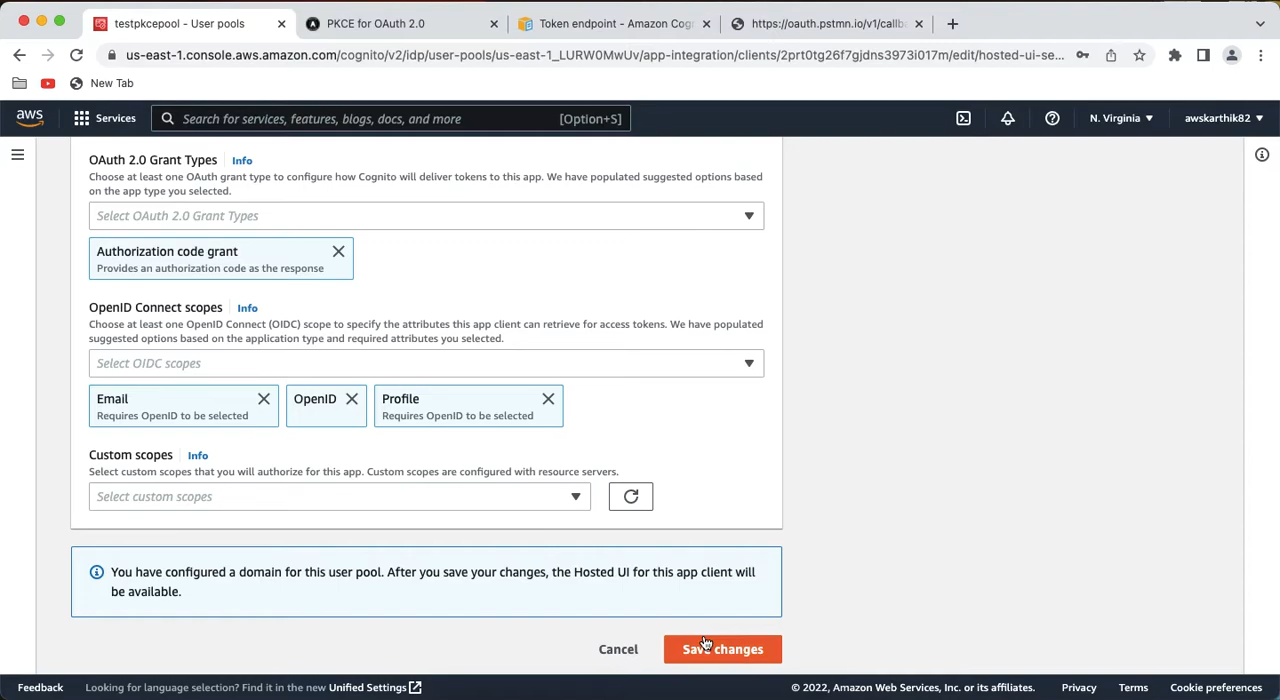 testpkcepool - User pools
PKCE for OAuth 2.0
Token endpoint - Amazon Cog
https://oauth.pstmn.io/v1/callb
us-east-1.console.aws.amazon.com/cognito/v2/idp/user-pools/us-east-1_LURW0MwUv/app-integration/clients/2prt0tg26f7gjdns3973i017m/edit/hosted-ui-se...
New Tab
aws
Services
Search for services, features, blogs, docs, and more
[Option+S]
N. Virginia
awskarthik82
OAuth 2.0 Grant Types
Info
Choose at least one OAuth grant type to configure how Cognito will deliver tokens to this app. We have populated suggested options based
on the app type you selected.
Select OAuth 2.0 Grant Types
Authorization code grant
Provides an authorization code as the response
OpenID Connect scopes
Info
Choose at least one OpenID Connect (OIDC) scope to specify the attributes this app client can retrieve for access tokens. We have populated
suggested options based on the application type and required attributes you selected.
Select OIDC scopes
Email
Requires OpenID to be selected
OpenID
Profile
Requires OpenID to be selected
Custom scopes
Info
Select custom scopes that you will authorize for this app. Custom scopes are configured with resource servers.
Select custom scopes
You have configured a domain for this user pool. After you save your changes, the Hosted UI for this app client will
be available.
Cancel
Save changes
Feedback
Looking for language selection? Find it in the new Unified Settings
© 2022, Amazon Web Services, Inc. or its affiliates.
Privacy
Terms
Cookie preferences